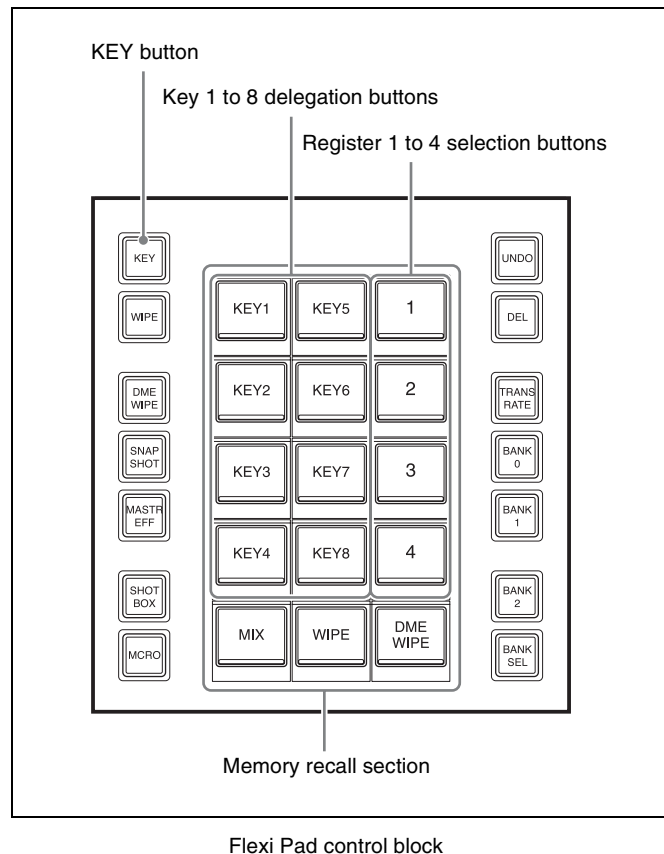 KEY button
Key 1 to 8 delegation buttons
Register 1 to 4 selection buttons
KEY
WIPE
DME
WIPE
SNAP
SHOT
MASTR
EFF
SHOT
BOX
MCRO
KEY1 KEY5 1
KEY2 KEY6 2
KEY3 KEY7 3
KEY4 KEY8 4
MIX WIPE DME
WIPE
UNDO
DEL
TRANS
RATE
BANK
0
BANK
1
BANK
2
BANK
SEL
Memory recall section
Flexi Pad control block